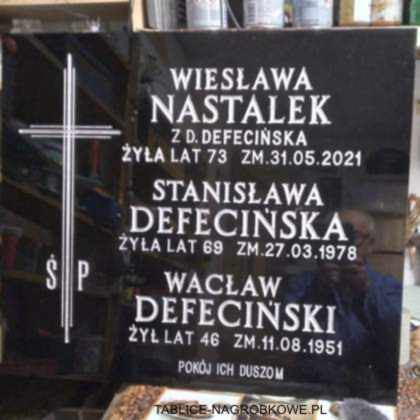 WIESŁAWA
NASTALEK
Z D. DEFECIŃSKA
ŻYŁA LAT 73 ZM.31.05.2021
STANISŁAWA
DEFECIŃSKA
ŻYŁA LAT 69 ZM.27.03.1978
Ś P
WACŁAW
DEFECIŃSKI
ŻYŁ LAT 46 ZM.11.08.1951
POKÓJ ICH DUSZOM
TABLICE-NAGROBKOWE.PL